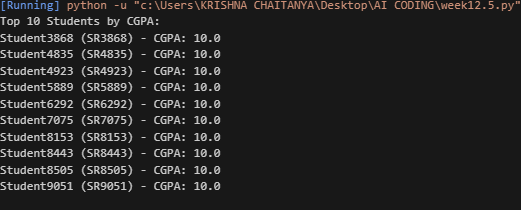 [Running] python -u "c:\Users\KRISHNA CHAITANYA\Desktop\AI CODING\week12.5.py"
Top 10 Students by CGPA:
Student3868 (SR3868) - CGPA: 10.0
Student4835 (SR4835) - CGPA: 10.0
Student4923 (SR4923) - CGPA: 10.0
Student5889 (SR5889) - CGPA: 10.0
Student6292 (SR6292) - CGPA: 10.0
Student7075 (SR7075) - CGPA: 10.0
Student8153 (SR8153) - CGPA: 10.0
Student8443 (SR8443) - CGPA: 10.0
Student8505 (SR8505) - CGPA: 10.0
Student9051 (SR9051) - CGPA: 10.0